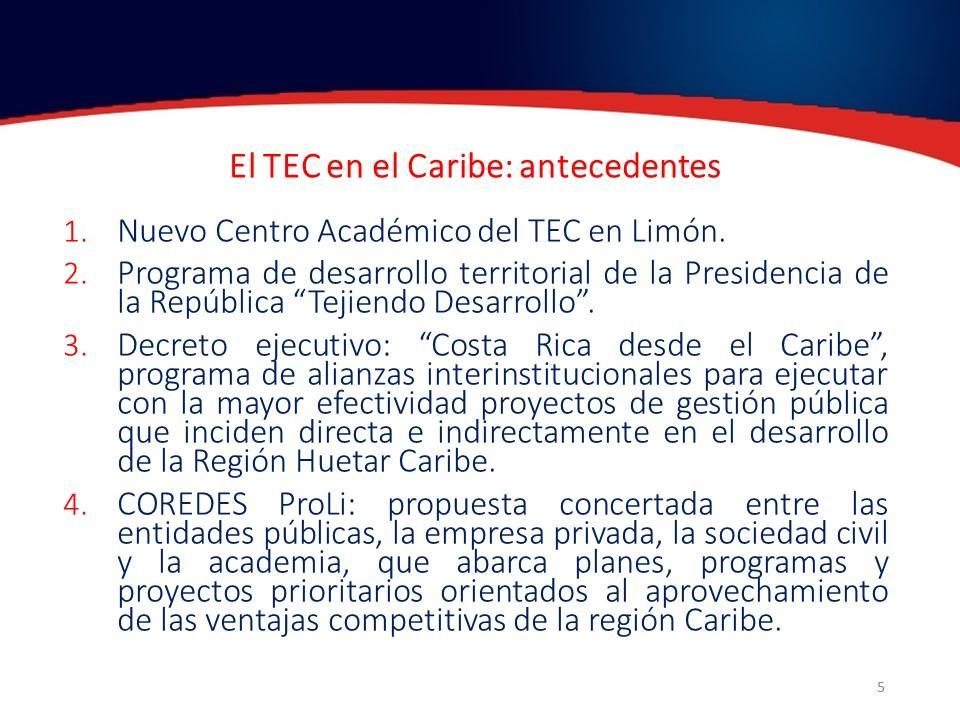 El TEC en el Caribe: antecedentes
1. Nuevo Centro Académico del TEC en Limón.
2. Programa de desarrollo territorial de la Presidencia de
la República “Tejiendo Desarrollo”.
3. Decreto ejecutivo: “Costa Rica desde el Caribe”,
programa de alianzas interinstitucionales para ejecutar
con la mayor efectividad proyectos de gestión pública
que inciden directa e indirectamente en el desarrollo
de la Región Huetar Caribe.
4. COREDES ProLi: propuesta concertada entre las
entidades públicas, la empresa privada, la sociedad civil
y la academia, que abarca planes, programas y
proyectos prioritarios orientados al aprovechamiento
de las ventajas competitivas de la región Caribe.
5